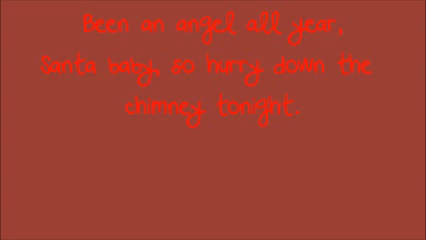 Been an angel all year,
Santa baby, so hurry down the
chimney tonight.